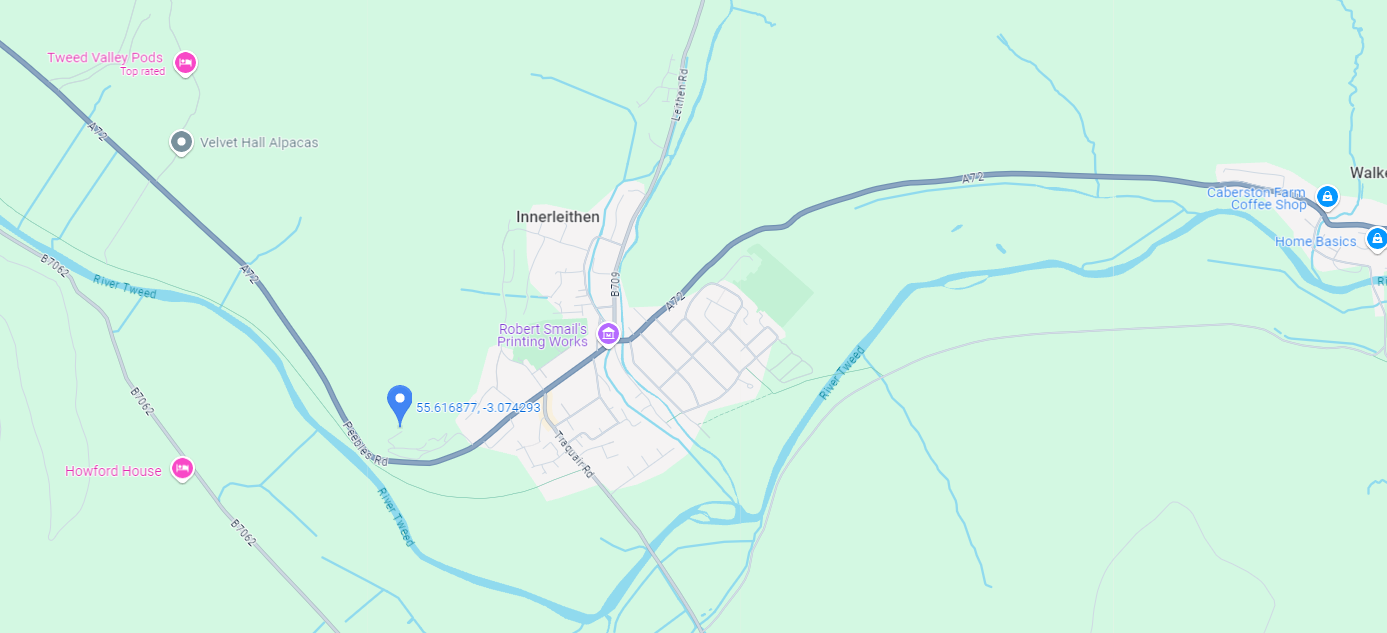 Tweed Valley Pods
Top rated
Leithen Rd
A72
Velvet Hall Alpacas
A72
Walke
Caberston Farm
Coffee Shop
Innerleithen
Home Basics
B7062
A72
River Tweed
B709
A72
Ri
Robert Smail's
Printing Works
River Tweed
B7062
55.616877, -3.074293
Peebles Rd
Traquair Rd
Howford House
River Tweed
B7062